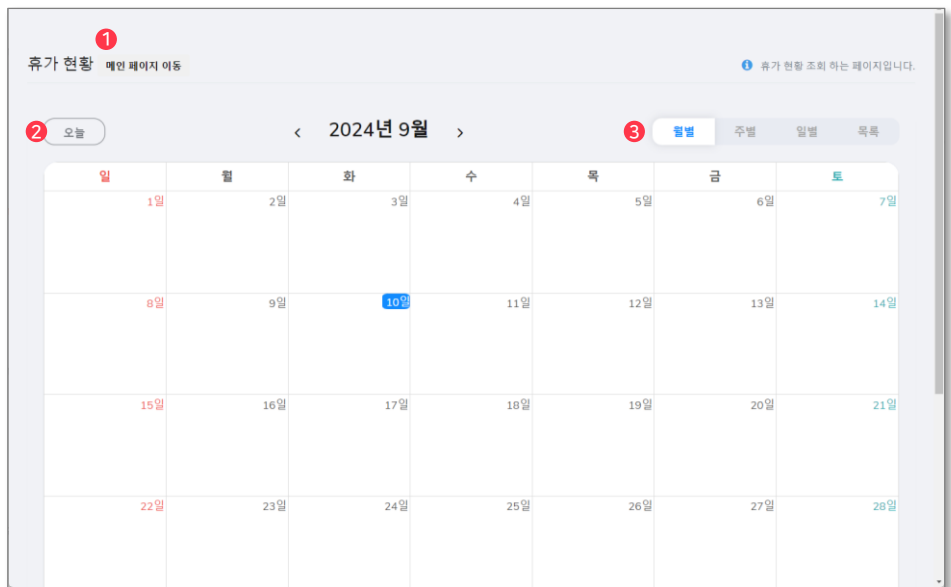 1
휴가 현황 메인 페이지 이동
휴가 현황 조회 하는 페이지입니다.
2 오늘 < 2024년 9월 > 3 월별 주별 일별 목록
일 월 화 수 목 금 토
1일 2일 3일 4일 5일 6일 7일
8일 9일 10일 11일 12일 13일 14일
15일 16일 17일 18일 19일 20일 21일
22일 23일 24일 25일 26일 27일 28일